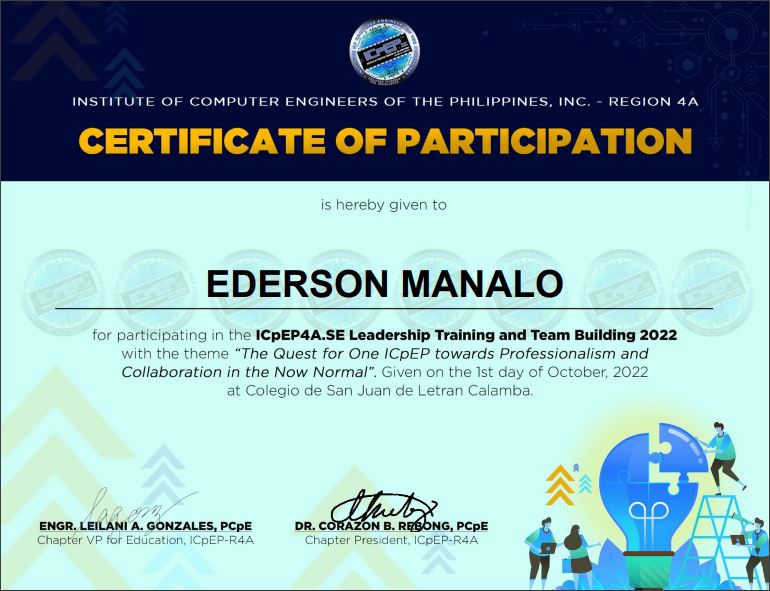 ICpEP
INSTITUTE OF COMPUTER ENGINEERS OF THE PHILIPPINES, INC. - REGION 4A
CERTIFICATE OF PARTICIPATION
is hereby given to
EDERSON MANALO
for participating in the ICpEP4A.SE Leadership Training and Team Building 2022
with the theme “The Quest for One ICpEP towards Professionalism and
Collaboration in the Now Normal”. Given on the 1st day of October, 2022
at Colegio de San Juan de Letran Calamba.
ENGR. LEILANI A. GONZALES, PCpE
Chapter VP for Education, ICpEP-R4A
DR. CORAZON B. REBONG, PCpE
Chapter President, ICpEP-R4A